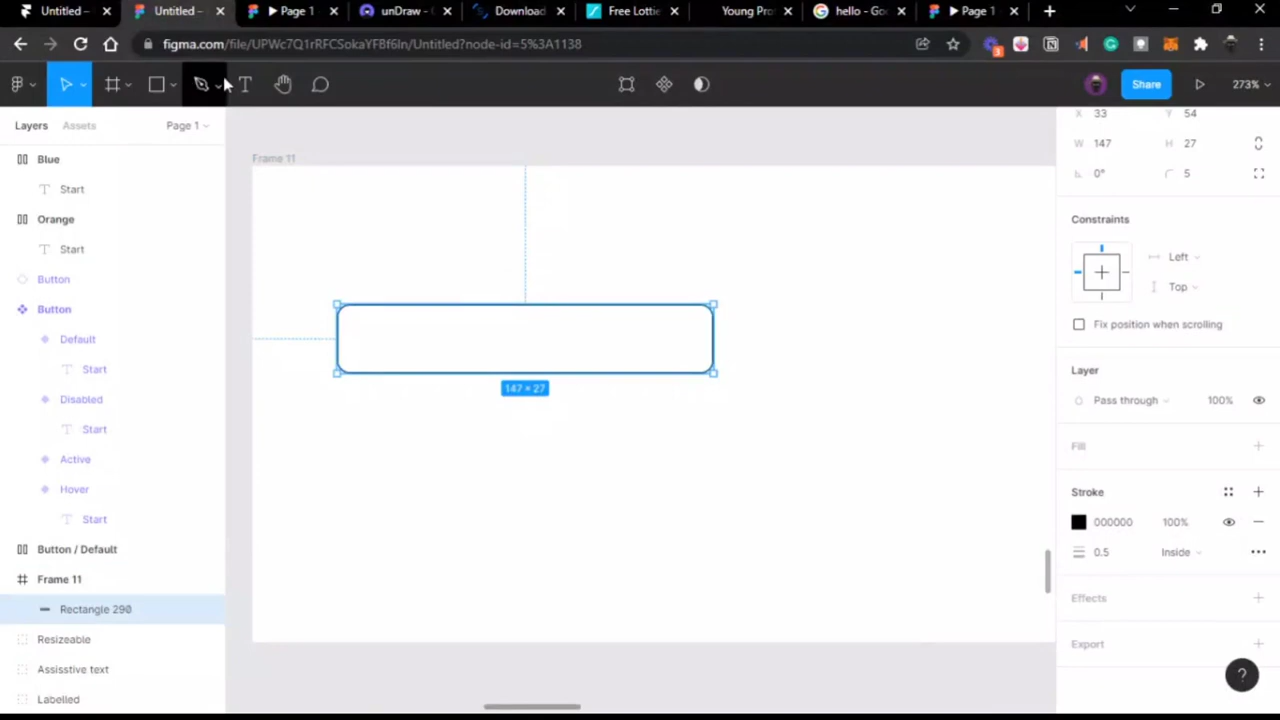 Untitled –
Untitled –
Page 1
unDraw -
Download
Free Lottie
Young Pro
hello - Goo
Page 1
figma.com/file/UPWc7Q1rRFCSokaYFBf6ln/Untitled?node-id=5%3A1138
3
T
Share
273%
Layers
Assets
Page 1
Blue
T Start
Orange
T Start
Button
Button
Default
T Start
Disabled
T Start
Active
Hover
T Start
Button / Default
Frame 11
Rectangle 290
Resizeable
Assisstive text
Labelled
Frame 11
147 × 27
X 33 Y 54
W 147 H 27
0° 5
Constraints
Left
Top
Fix position when scrolling
Layer
Pass through 100%
Fill
Stroke
000000 100%
0.5 Inside
Effects
Export
?